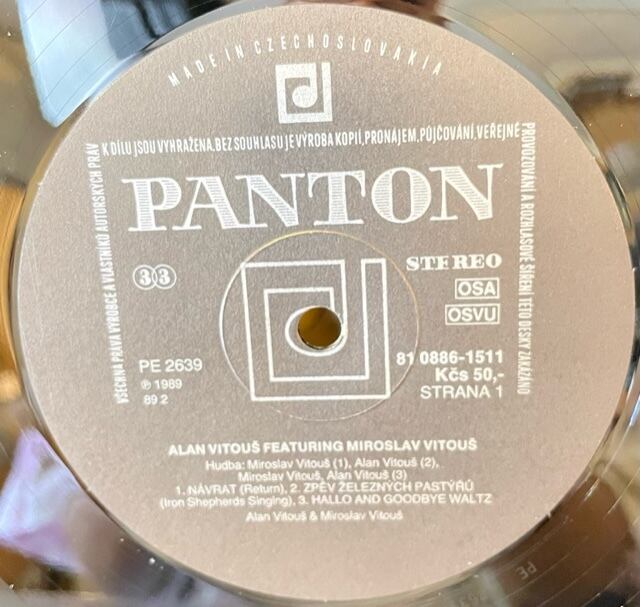 MADE IN CZECHOSLOVAKIA
VŠECHNA PRÁVA VÝROBCE A VLASTNÍKŮ AUTORSKÝCH PRÁV
K DÍLU JSOU VYHRAŽENA. BEZ SOUHLASU JE VÝROBA KOPIÍ, PRONÁJEM, PŮJČOVÁNÍ, VEŘEJNÉ
PROVOZOVÁNÍ A ROZHLASOVÉ ŠÍŘENÍ TÉTO DESKY ZAKÁZÁNO
PANTON
33
STEREO
OSA
OSVU
PE 2639
℗ 1989
89 2
81 0886-1511
Kčs 50,-
STRANA 1
ALAN VITOUŠ FEATURING MIROSLAV VITOUŠ
Hudba: Miroslav Vitouš (1), Alan Vitouš (2),
Miroslav Vitouš, Alan Vitouš (3)
1. NÁVRAT (Return), 2. ZPĚV ŽELEZNÝCH PASTÝŘŮ
(Iron Shepherds Singing), 3. HALLO AND GOODBYE WALTZ
Alan Vitouš & Miroslav Vitouš